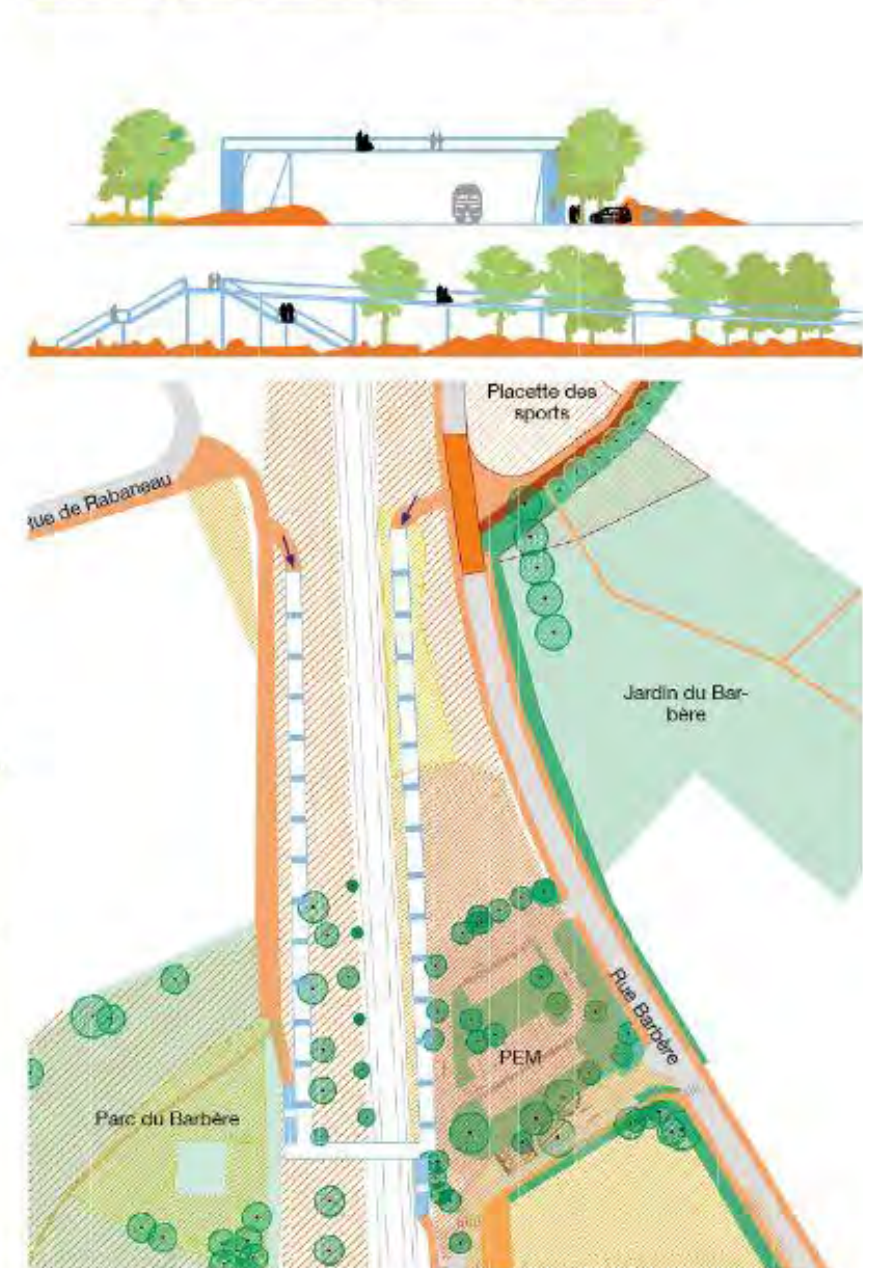 Placette des
sports
Rue de Rabaneau
Jardin du Bar-
bère
Rue Barbère
PEM
Parc du Barbère